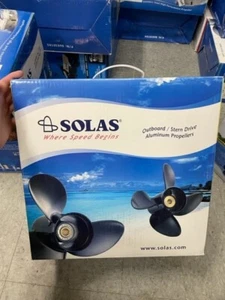 SOLAS®
Where Speed Begins
Outboard / Stern Drive
Aluminum Propellers
www.solas.com